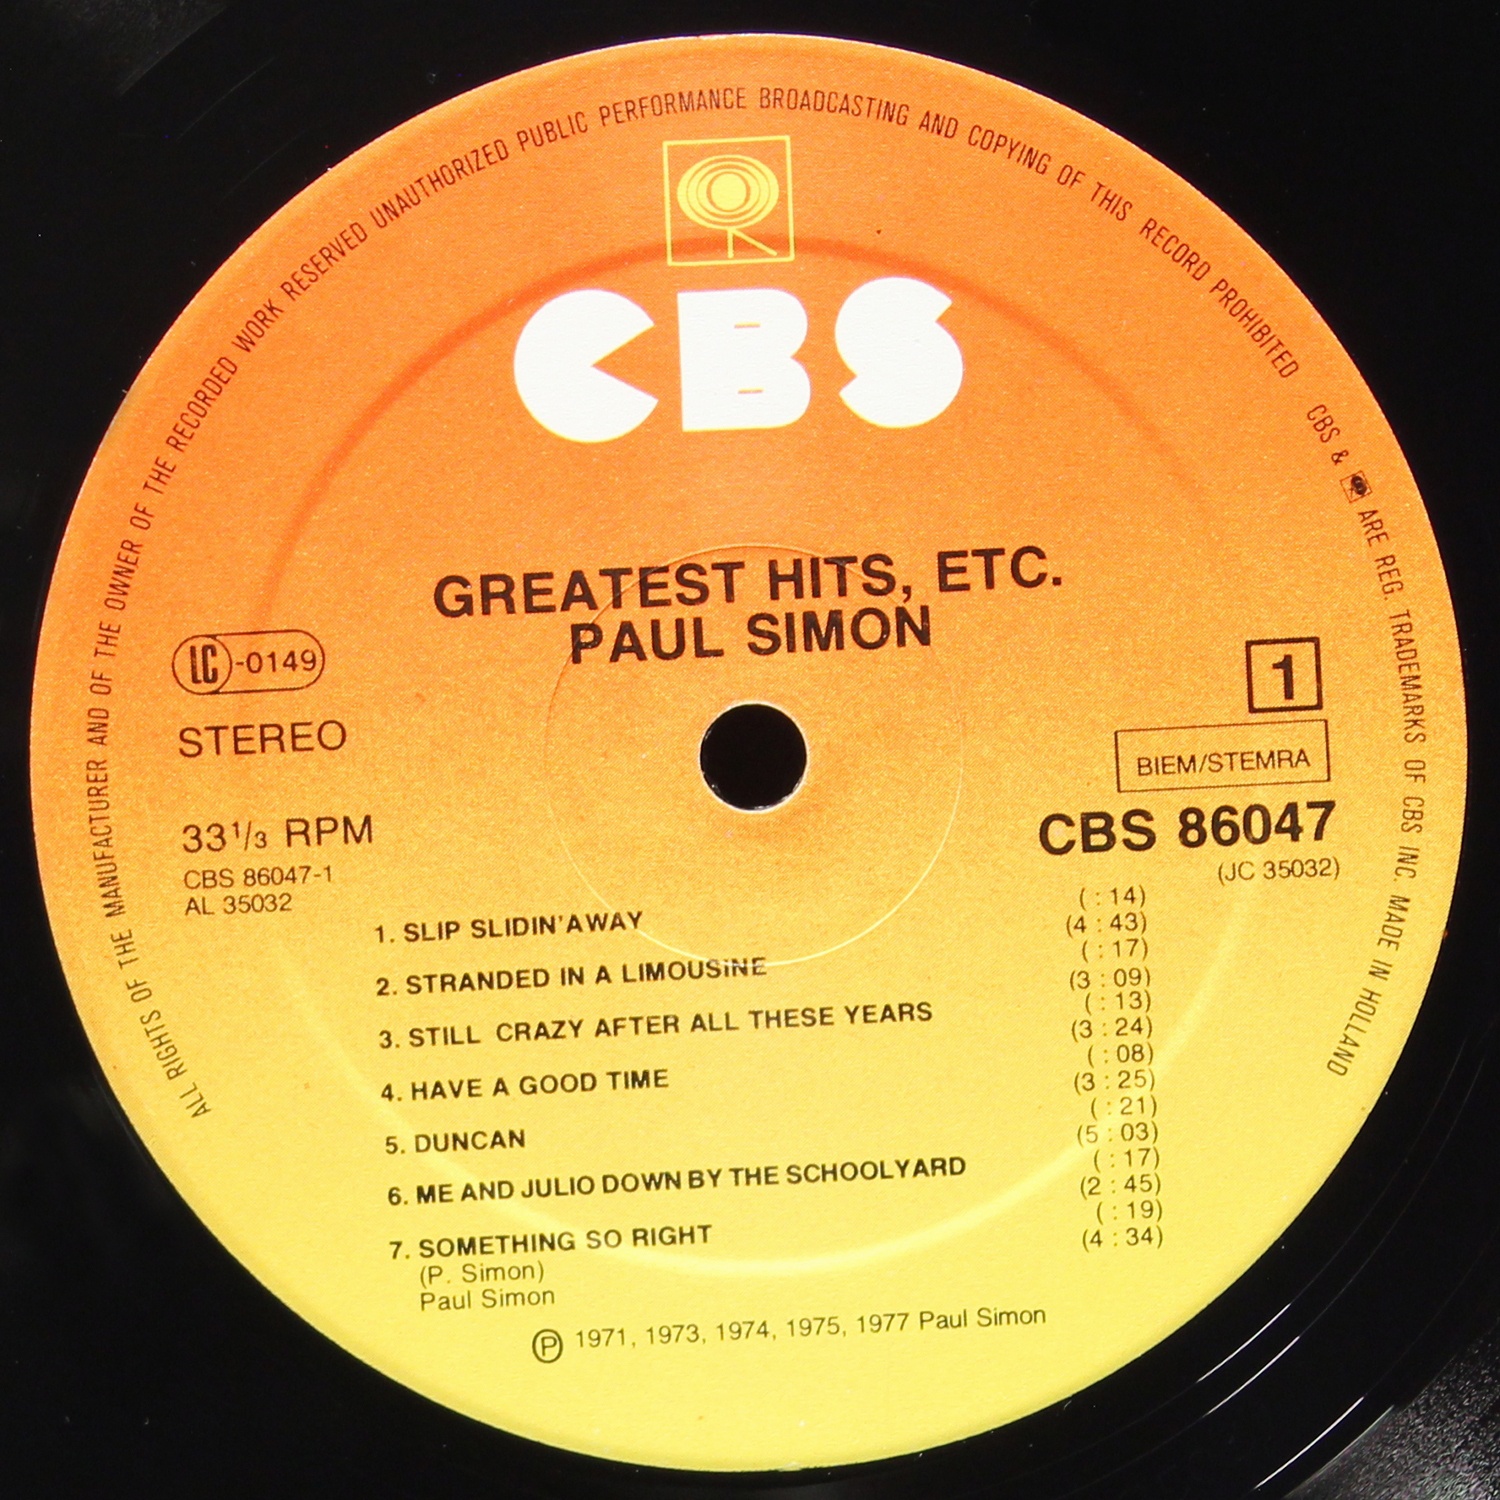 ALL RIGHTS OF THE MANUFACTURER AND OF THE OWNER OF THE RECORDED WORK RESERVED UNAUTHORIZED PUBLIC PERFORMANCE BROADCASTING AND COPYING OF THIS RECORD PROHIBITED CBS & ARE REG. TRADEMARKS OF CBS INC. MADE IN HOLLAND
CBS
GREATEST HITS, ETC.
PAUL SIMON
LC-0149
1
STEREO
BIEM/STEMRA
33 1/3 RPM
CBS 86047
CBS 86047-1
(JC 35032)
AL 35032
( : 14)
1. SLIP SLIDIN' AWAY (4 : 43)
( : 17)
2. STRANDED IN A LIMOUSINE (3 : 09)
( : 13)
3. STILL CRAZY AFTER ALL THESE YEARS (3 : 24)
( : 08)
4. HAVE A GOOD TIME (3 : 25)
( : 21)
5. DUNCAN (5 : 03)
( : 17)
6. ME AND JULIO DOWN BY THE SCHOOLYARD (2 : 45)
( : 19)
7. SOMETHING SO RIGHT (4 : 34)
(P. Simon)
Paul Simon
Ⓟ 1971, 1973, 1974, 1975, 1977 Paul Simon